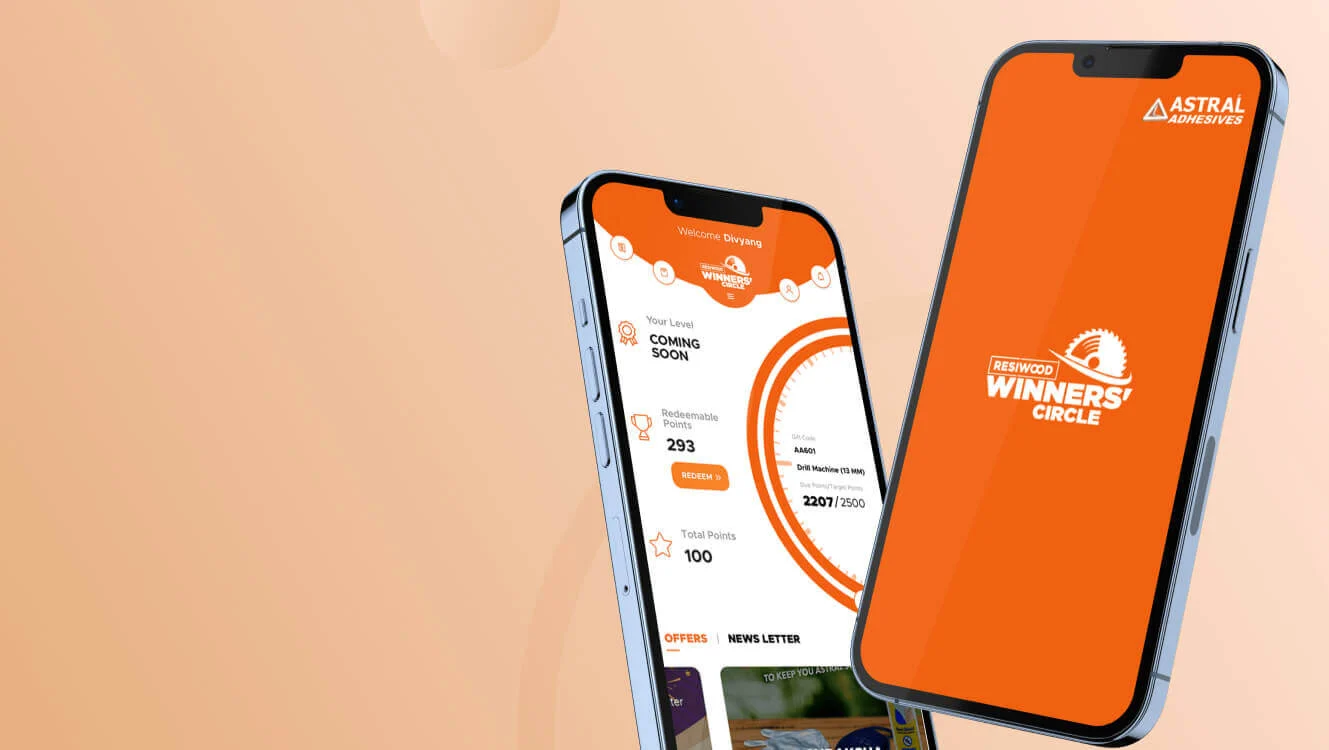 Welcome Divyang
RESIWOOD
WINNERS'
CIRCLE
Your Level
COMING
SOON
Redeemable
Points
293
REDEEM »
Total Points
100
Gift Code
AA601
Drill Machine (13 MM)
Due Points/Target Points
2207/2500
OFFERS | NEWS LETTER
TO KEEP YOU ASTRAL
ASTRAL
ADHESIVES
RESIWOOD
WINNERS'
CIRCLE